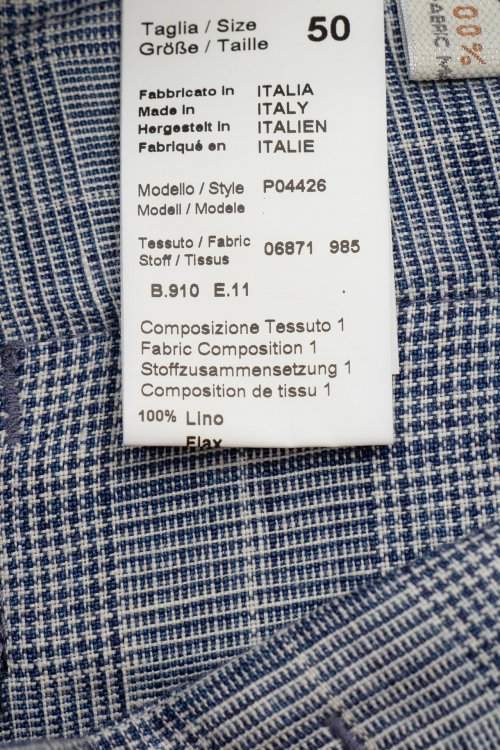 Taglia / Size 50
Größe / Taille
Fabbricato in ITALIA
Made in ITALY
Hergestelt in ITALIEN
Fabriqué en ITALIE
Modello / Style P04426
Modell / Modele
Tessuto / Fabric 06871 985
Stoff / Tissus
B.910 E.11
Composizione Tessuto 1
Fabric Composition 1
Stoffzusammensetzung 1
Composition de tissu 1
100% Lino
Flax
00%
FABRIC